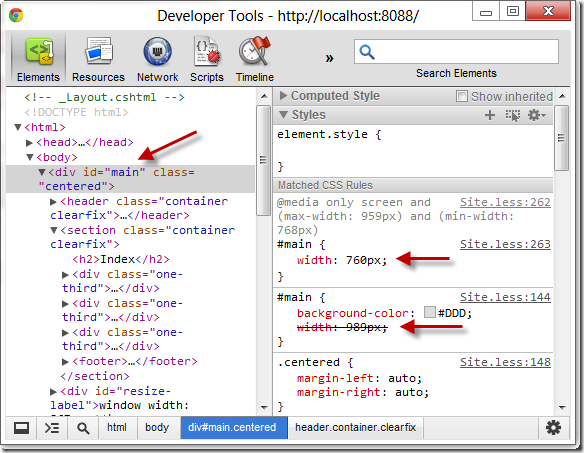 Developer Tools - http://localhost:8088/
Elements Resources Network Scripts Timeline » Search Elements
<!-- _Layout.cshtml -->
<!DOCTYPE html>
▼<html>
▶<head>…</head>
▼<body>
▼<div id="main" class=
"centered">
▶<header class="container
clearfix">…</header>
▼<section class="container
clearfix">
<h2>Index</h2>
▶<div class="one-
third">…</div>
▶<div class="one-
third">…</div>
▶<div class="one-
third">…</div>
▶<footer>…</footer>
</section>
▶<div id="resize-
label">window width:
▶ Computed Style Show inherited
▼ Styles
element.style {
}
Matched CSS Rules
@media only screen and Site.less:262
(max-width: 959px) and (min-width:
768px)
#main { Site.less:263
width: 760px;
}
#main { Site.less:144
background-color: #DDD;
width: 989px;
}
.centered { Site.less:148
margin-left: auto;
margin-right: auto;
}
html body div#main.centered header.container.clearfix